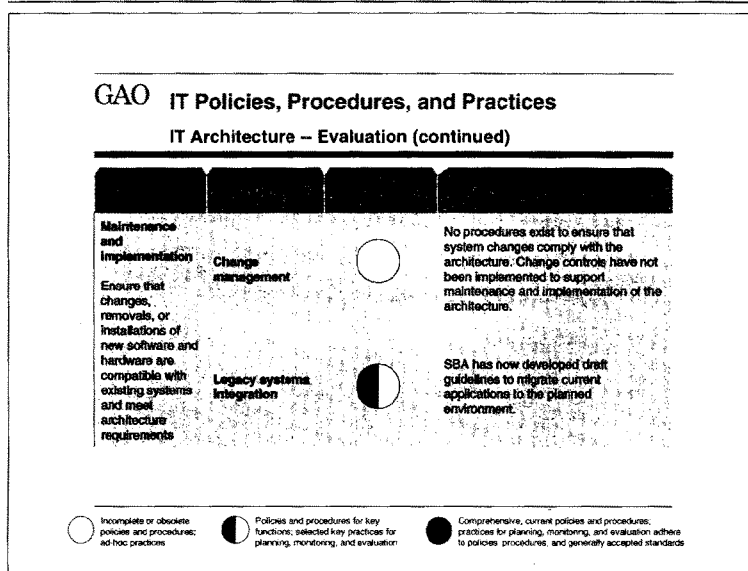 GAO IT Policies, Procedures, and Practices
IT Architecture – Evaluation (continued)
Maintenance
and
implementation
Ensure that
changes,
removals, or
installations of
new software and
hardware are
compatible with
existing systems
and meet
architecture
requirements
Change
management
No procedures exist to ensure that
system changes comply with the
architecture. Change controls have not
been implemented to support
maintenance and implementation of the
architecture.
Legacy systems
integration
SBA has now developed draft
guidelines to migrate current
applications to the planned
environment.
Incomplete or obsolete
policies and procedures;
ad-hoc practices
Policies and procedures for key
functions; selected key practices for
planning, monitoring, and evaluation
Comprehensive, current policies and procedures;
practices for planning, monitoring, and evaluation adhere
to policies, procedures, and generally accepted standards